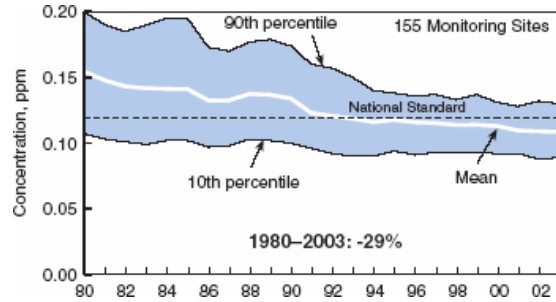 0.20
90th percentile
155 Monitoring Sites
0.15
National Standard
0.10
10th percentile
Mean
0.05
1980–2003: -29%
0.00
80 82 84 86 88 90 92 94 96 98 00 02
Concentration, ppm